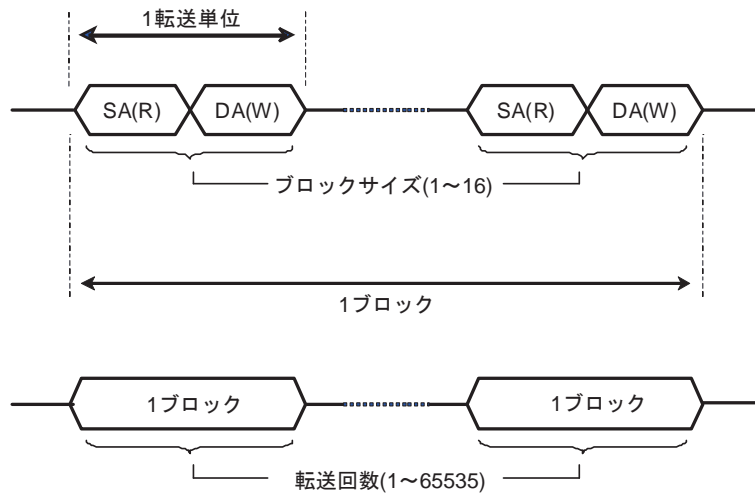 1転送単位
SA(R) DA(W) SA(R) DA(W)
ブロックサイズ(1～16)
1ブロック
1ブロック 1ブロック
転送回数(1～65535)